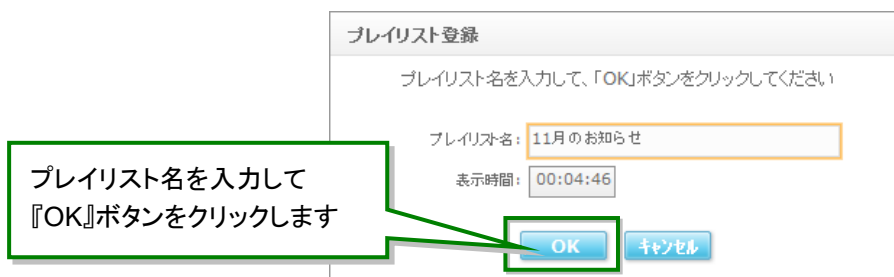 プレイリスト登録
プレイリスト名を入力して、「OK」ボタンをクリックしてください
プレイリスト名: 11月のお知らせ
表示時間: 00:04:46
プレイリスト名を入力して
『OK』ボタンをクリックします
OK キャンセル